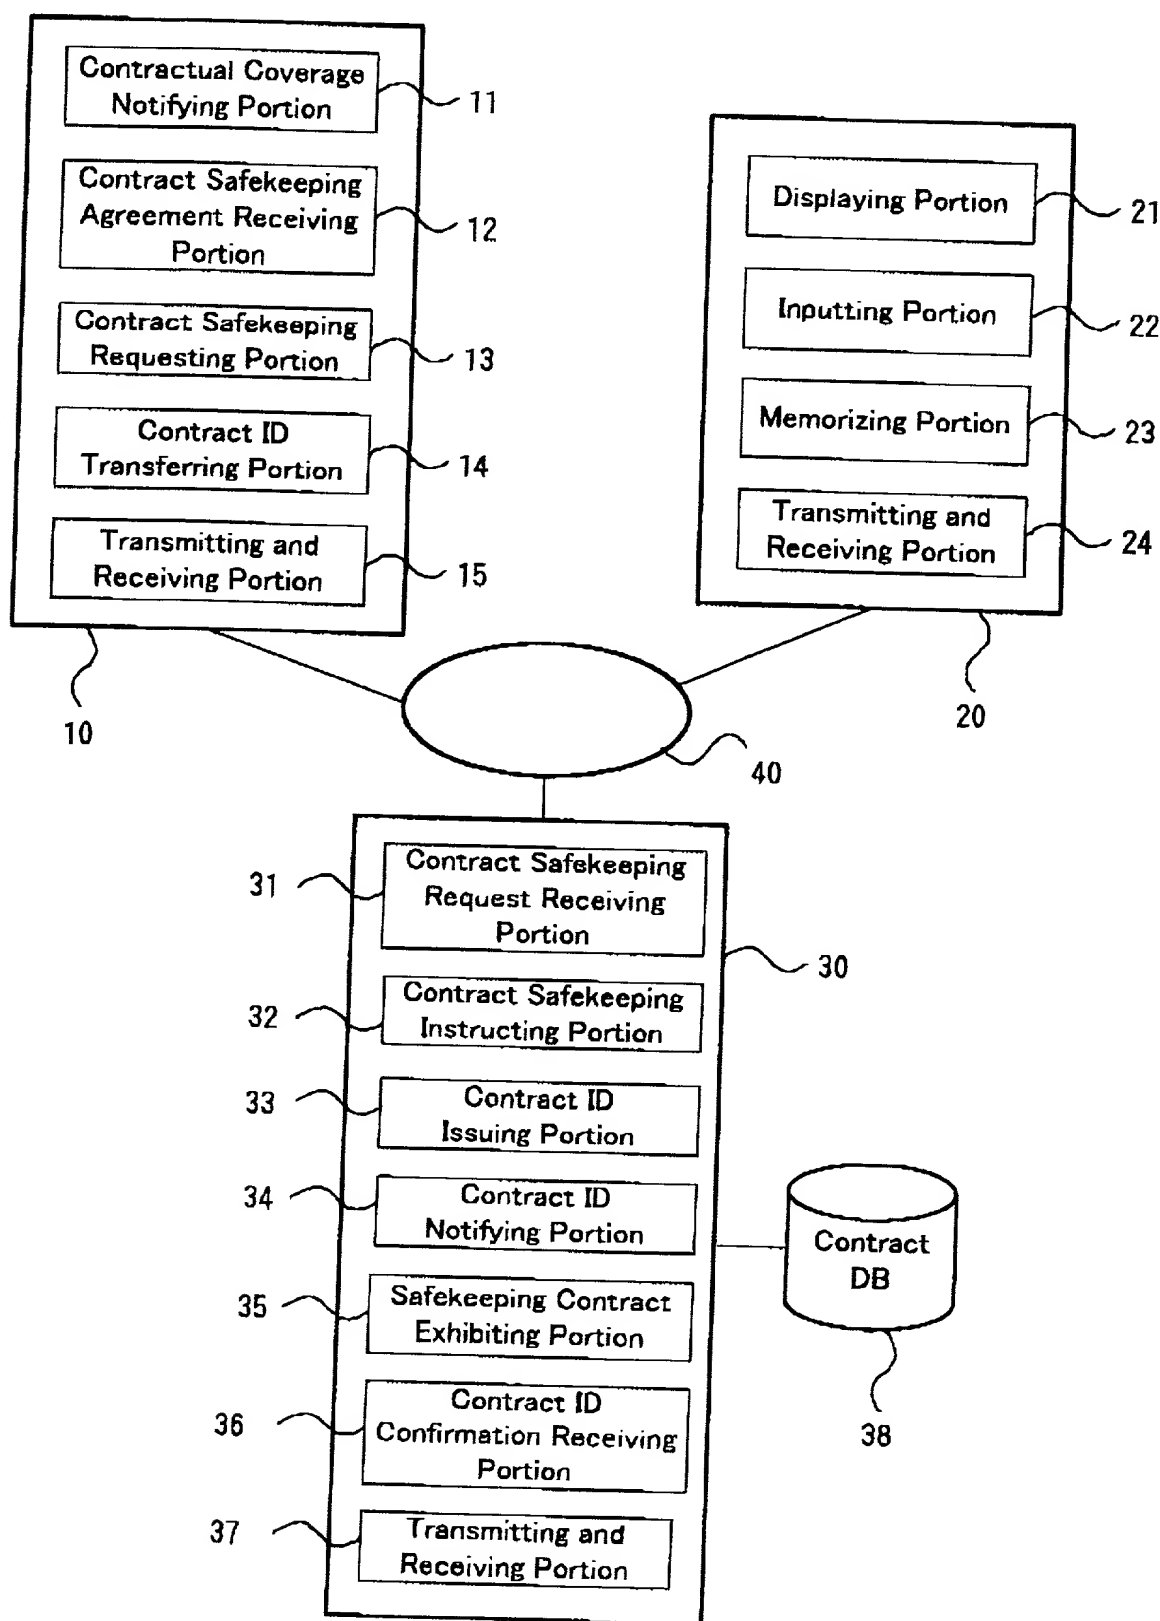 Contractual Coverage
Notifying Portion
11
Contract Safekeeping
Agreement Receiving
Portion
12
Contract Safekeeping
Requesting Portion
13
Contract ID
Transferring Portion
14
Transmitting and
Receiving Portion
15
10
Displaying Portion
21
Inputting Portion
22
Memorizing Portion
23
Transmitting and
Receiving Portion
24
20
40
31
Contract Safekeeping
Request Receiving
Portion
30
32
Contract Safekeeping
Instructing Portion
33
Contract ID
Issuing Portion
34
Contract ID
Notifying Portion
35
Safekeeping Contract
Exhibiting Portion
36
Contract ID
Confirmation Receiving
Portion
37
Transmitting and
Receiving Portion
Contract
DB
38